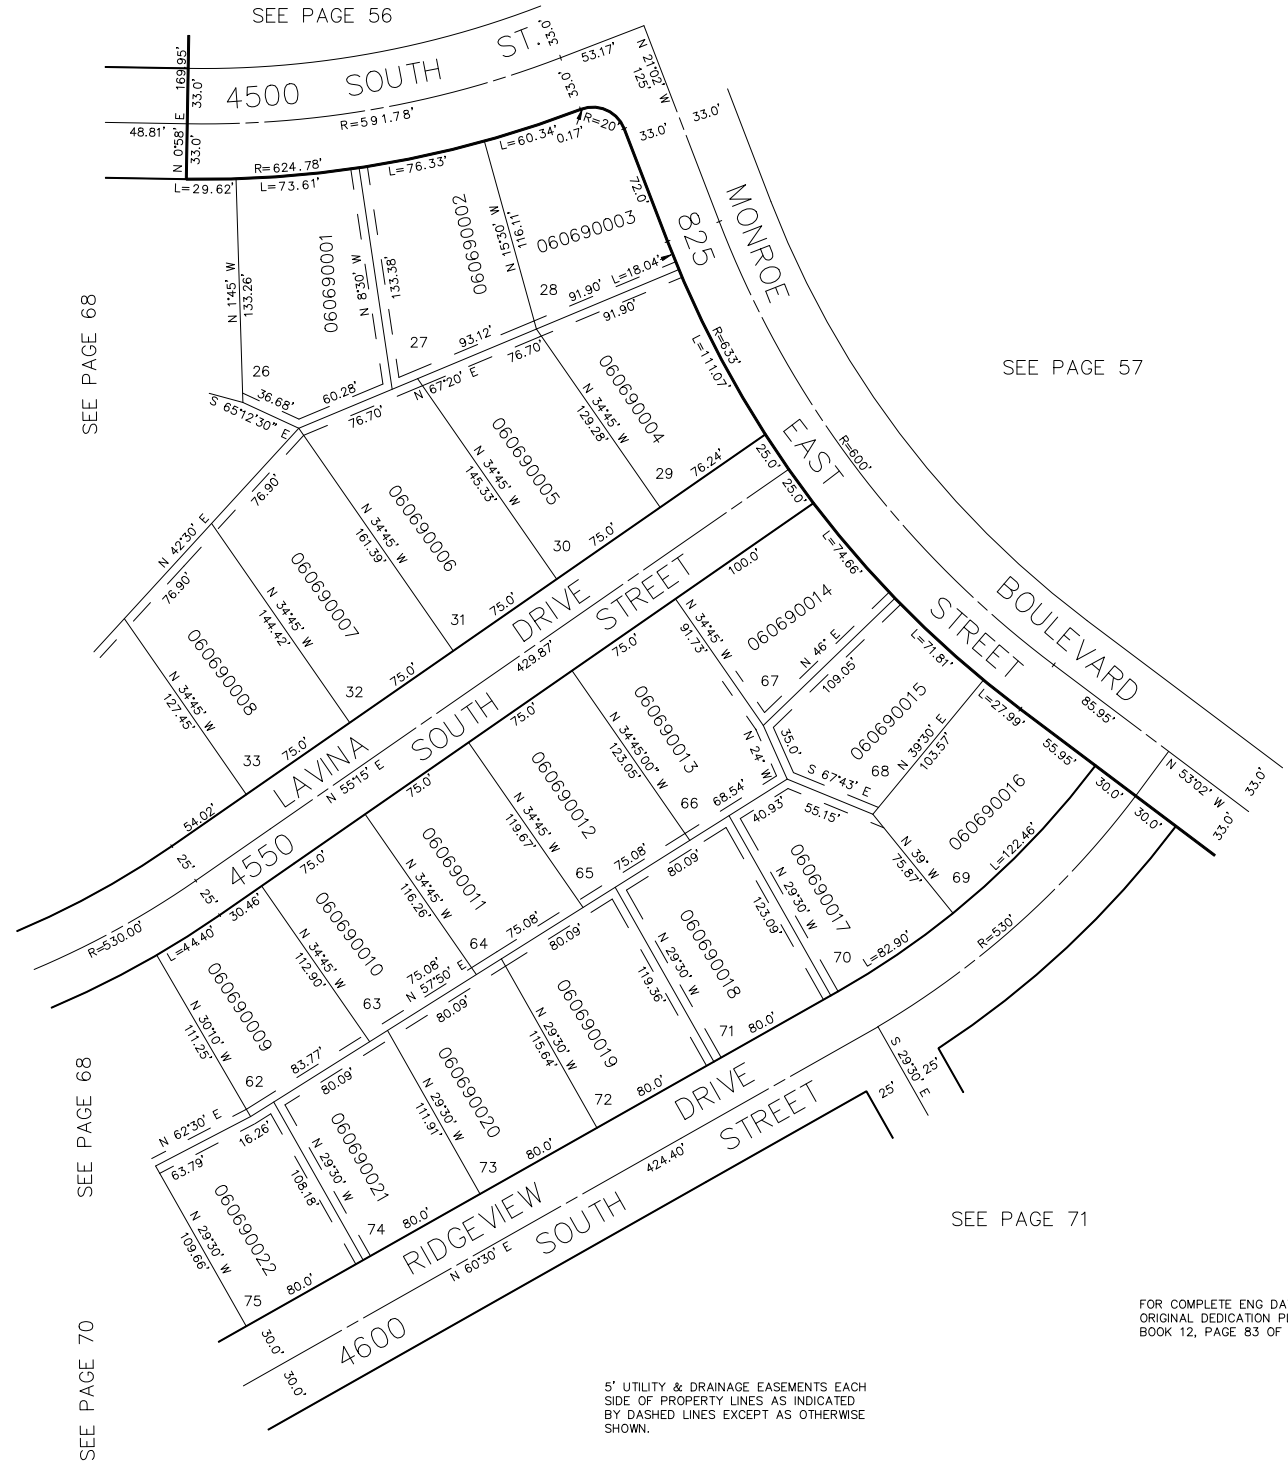 SEE PAGE 56
4500 SOUTH ST.
33.0'
53.17'
N 21°02' W
125'
169.95'
33.0'
N 0°58' E
33.0'
48.81'
R=591.78'
33.0'
33.0'
33.0'
R=624.78'
L=29.62'
L=73.61'
L=76.33'
L=60.34'
0.17'
R=20'
72.0'
MONROE BOULEVARD
825 EAST STREET
060690001
060690002
060690003
N 1°45' W
133.26'
N 8°30' W
133.38'
N 15°30' W
116.11'
28
27
26
91.90'
L=18.04'
91.90'
93.12'
76.70'
36.68'
60.28'
S 65°12'30" E
76.70'
N 67°20' E
R=633'
L=111.07'
SEE PAGE 68
SEE PAGE 57
060690004
N 34°45' W
129.28'
29
76.24'
25.0'
25.0'
R=600'
060690005
N 34°45' W
145.33'
30
75.0'
060690006
N 34°45' W
161.39'
31
75.0'
76.90'
N 42°30' E
060690007
N 34°45' W
144.42'
32
75.0'
76.90'
060690008
N 34°45' W
127.45'
33
75.0'
54.02'
LAVINA DRIVE
4550 SOUTH STREET
429.87'
N 55°15' E
25'
25'
R=530.00'
100.0'
L=74.66'
060690014
N 34°45' W
91.73'
67
N 46° E
109.05'
L=71.81'
060690015
68
35.0'
N 24° W
S 67°43' E
55.15'
N 39°30' E
103.57'
L=27.99'
55.95'
85.95'
N 53°02' W
33.0'
33.0'
30.0'
30.0'
060690016
L=122.46'
69
N 39° W
75.87'
75.0'
060690013
N 34°45'00" W
123.05'
66
68.54'
40.93'
75.0'
060690012
N 34°45' W
119.67'
65
75.08'
75.0'
060690011
N 34°45' W
116.26'
64
75.08'
75.0'
060690010
N 34°45' W
112.90'
63
75.08'
N 57°50' E
30.46'
L=44.40'
060690009
N 30°10' W
111.25'
62
83.77'
060690017
N 29°30' W
123.09'
70
L=82.90'
R=530'
80.09'
060690018
N 29°30' W
119.36'
71
80.0'
80.09'
060690019
N 29°30' W
115.64'
72
80.0'
80.09'
060690020
N 29°30' W
111.91'
73
80.0'
80.09'
060690021
N 29°30' W
108.18'
74
80.0'
N 62°30' E
16.26'
63.79'
060690022
N 29°30' W
109.66'
75
80.0'
SEE PAGE 68
RIDGEVIEW DRIVE
4600 SOUTH STREET
424.40'
N 60°30' E
30.0'
30.0'
25'
25'
S 29°30' E
SEE PAGE 71
SEE PAGE 70
FOR COMPLETE ENG DA
ORIGINAL DEDICATION P
BOOK 12, PAGE 83 OF
5' UTILITY & DRAINAGE EASEMENTS EACH
SIDE OF PROPERTY LINES AS INDICATED
BY DASHED LINES EXCEPT AS OTHERWISE
SHOWN.